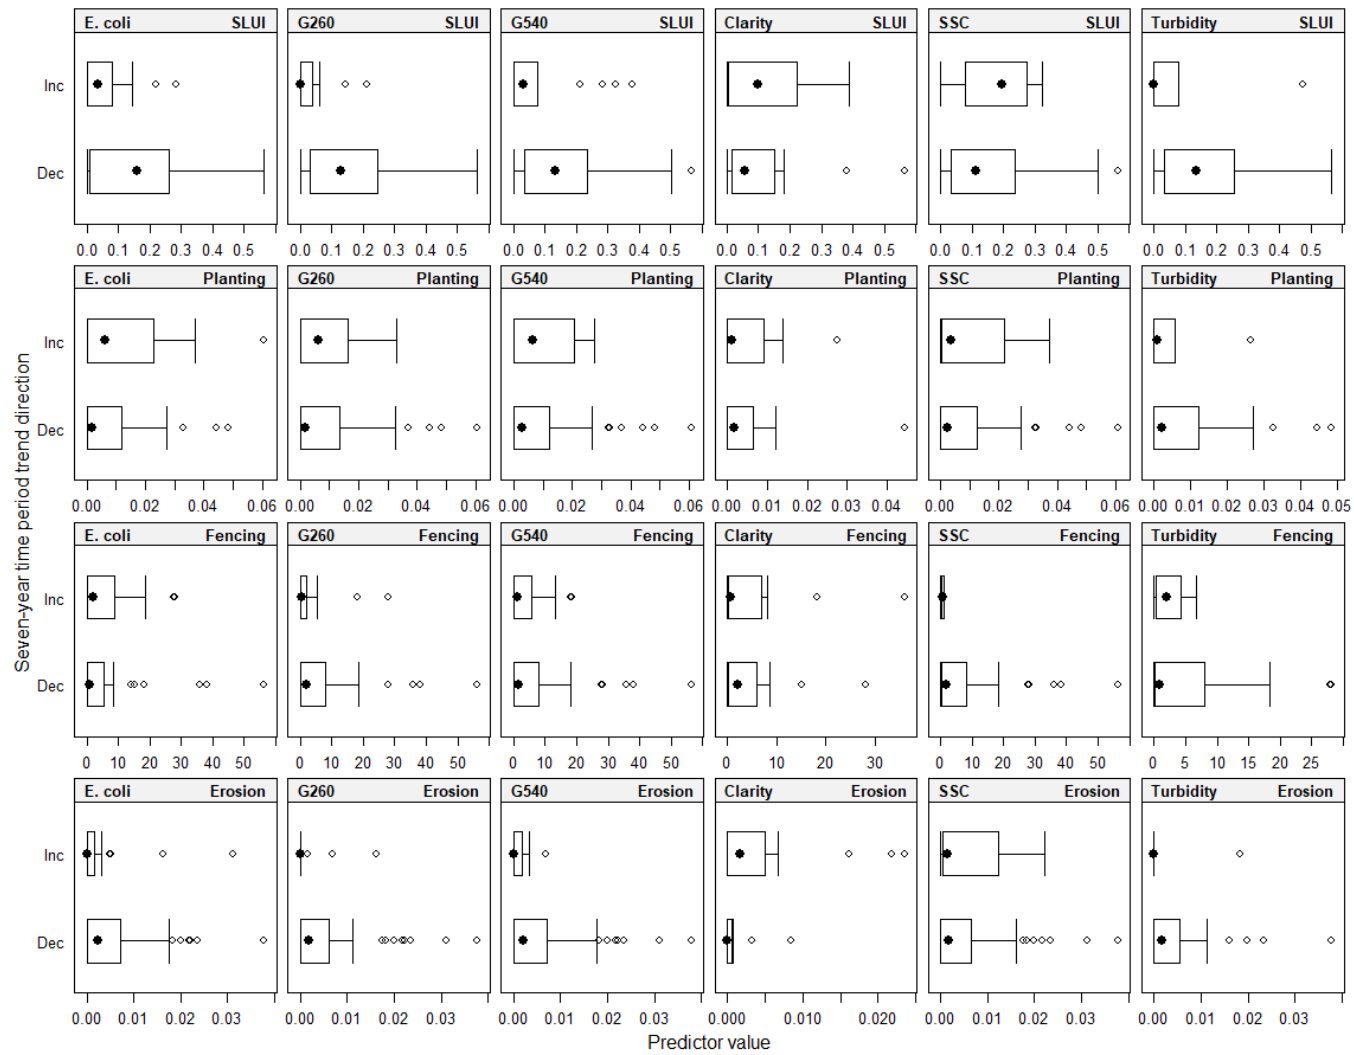 E. coli SLUI G260 SLUI G540 SLUI Clarity SLUI SSC SLUI Turbidity SLUI
Inc
Dec
0.0 0.1 0.2 0.3 0.4 0.5 0.0 0.1 0.2 0.3 0.4 0.5 0.0 0.1 0.2 0.3 0.4 0.5 0.0 0.1 0.2 0.3 0.4 0.5 0.0 0.1 0.2 0.3 0.4 0.5 0.0 0.1 0.2 0.3 0.4 0.5
E. coli Planting G260 Planting G540 Planting Clarity Planting SSC Planting Turbidity Planting
Inc
Dec
0.00 0.02 0.04 0.06 0.00 0.02 0.04 0.06 0.00 0.02 0.04 0.06 0.00 0.01 0.02 0.03 0.04 0.00 0.02 0.04 0.06 0.00 0.01 0.02 0.03 0.04 0.05
Seven-year time period trend direction
E. coli Fencing G260 Fencing G540 Fencing Clarity Fencing SSC Fencing Turbidity Fencing
Inc
Dec
0 10 20 30 40 50 0 10 20 30 40 50 0 10 20 30 40 50 0 10 20 30 0 10 20 30 40 50 0 5 10 15 20 25
E. coli Erosion G260 Erosion G540 Erosion Clarity Erosion SSC Erosion Turbidity Erosion
Inc
Dec
0.00 0.01 0.02 0.03 0.00 0.01 0.02 0.03 0.00 0.01 0.02 0.03 0.000 0.010 0.020 0.00 0.01 0.02 0.03 0.00 0.01 0.02 0.03
Predictor value